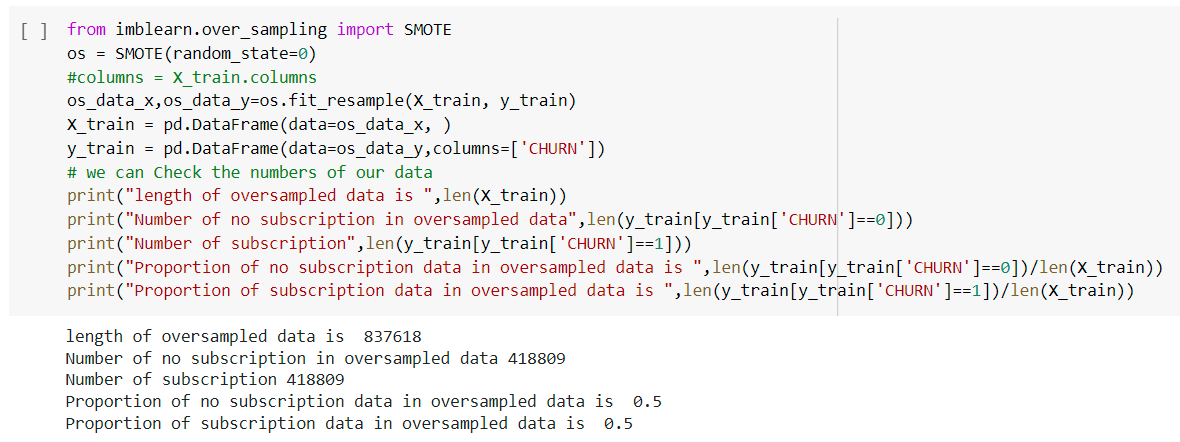 [ ] from imblearn.over_sampling import SMOTE
os = SMOTE(random_state=0)
#columns = X_train.columns
os_data_x,os_data_y=os.fit_resample(X_train, y_train)
X_train = pd.DataFrame(data=os_data_x, )
y_train = pd.DataFrame(data=os_data_y,columns=['CHURN'])
# we can Check the numbers of our data
print("length of oversampled data is ",len(X_train))
print("Number of no subscription in oversampled data",len(y_train[y_train['CHURN']==0]))
print("Number of subscription",len(y_train[y_train['CHURN']==1]))
print("Proportion of no subscription data in oversampled data is ",len(y_train[y_train['CHURN']==0])/len(X_train))
print("Proportion of subscription data in oversampled data is ",len(y_train[y_train['CHURN']==1])/len(X_train))
length of oversampled data is  837618
Number of no subscription in oversampled data 418809
Number of subscription 418809
Proportion of no subscription data in oversampled data is  0.5
Proportion of subscription data in oversampled data is  0.5